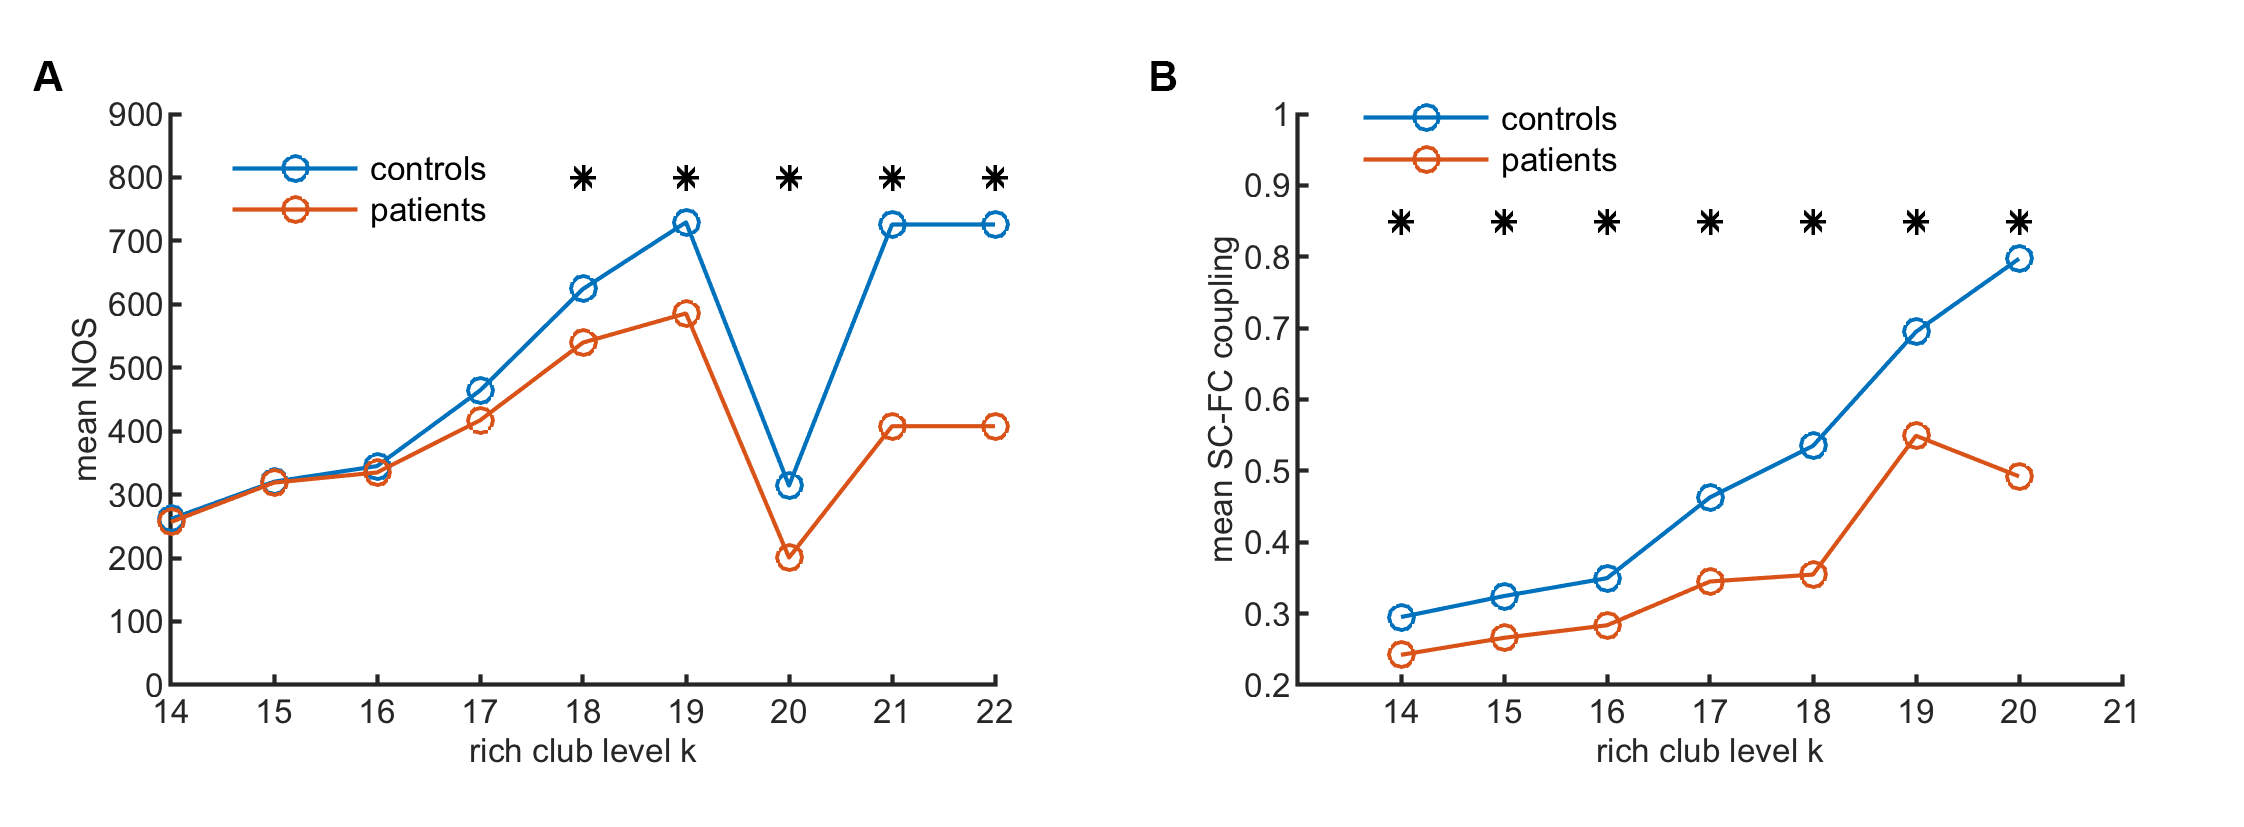 A
mean NOS
900
800
700
600
500
400
300
200
100
0
controls
patients
* * * * *
14 15 16 17 18 19 20 21 22
rich club level k
B
mean SC-FC coupling
1
0.9
0.8
0.7
0.6
0.5
0.4
0.3
0.2
controls
patients
* * * * * * *
14 15 16 17 18 19 20 21
rich club level k